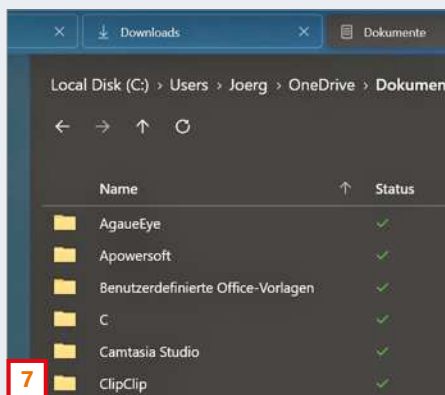 Downloads
Dokumente
Local Disk (C:) › Users › Joerg › OneDrive › Dokumen
Name Status
AgaueEye
Apowersoft
Benutzerdefinierte Office-Vorlagen
C
Camtasia Studio
7 ClipClip